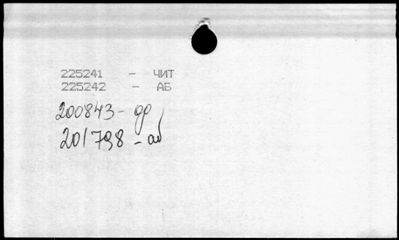 225241 - ЧИТ
225242 - АБ
200843 - ф
201798 - аб